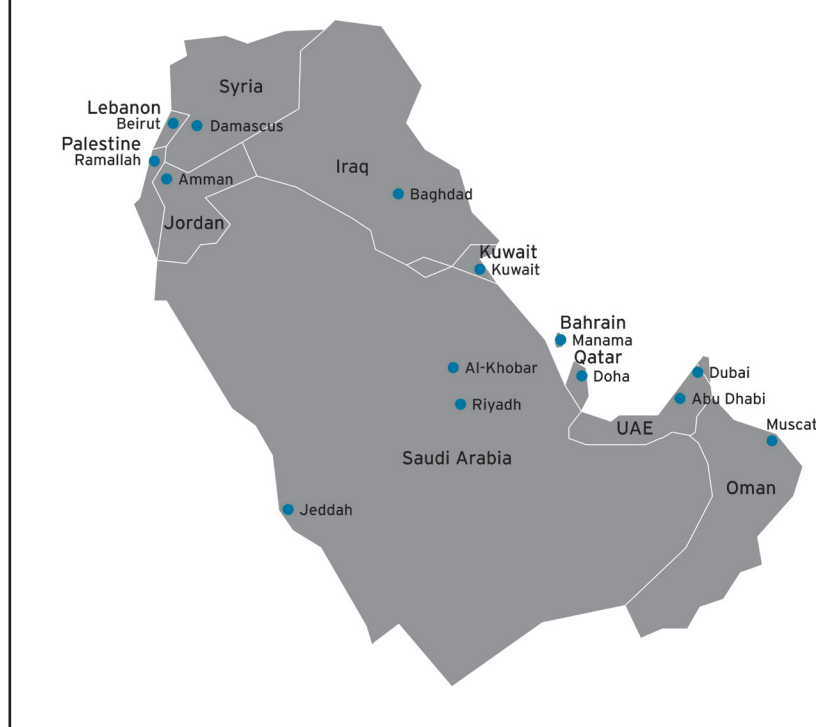 Syria
Lebanon
Beirut
Damascus
Palestine
Ramallah
Amman
Iraq
Baghdad
Jordan
Kuwait
Kuwait
Bahrain
Manama
Qatar
Doha
Al-Khobar
Dubai
Abu Dhabi
Riyadh
UAE
Muscat
Saudi Arabia
Oman
Jeddah